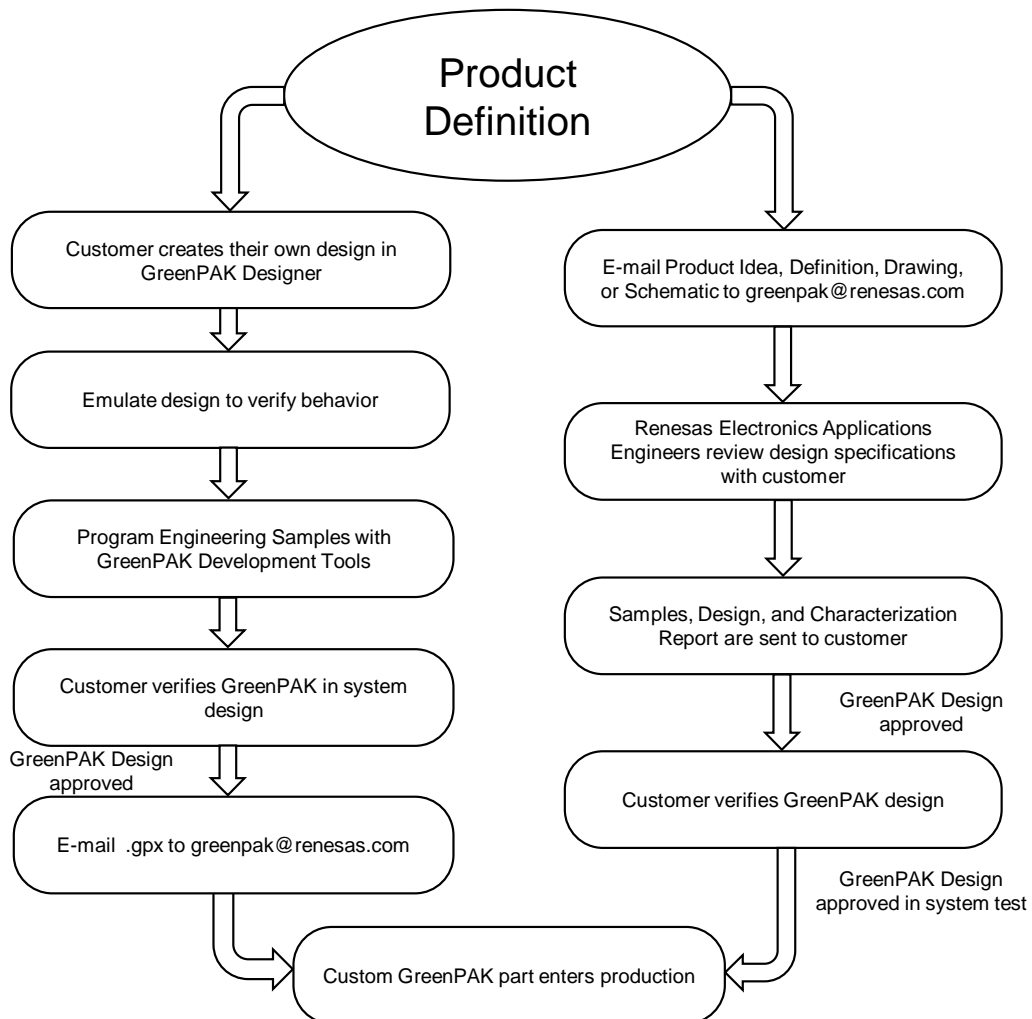 Product
Definition
Customer creates their own design in
GreenPAK Designer
Emulate design to verify behavior
Program Engineering Samples with
GreenPAK Development Tools
Customer verifies GreenPAK in system
design
GreenPAK Design
approved
E-mail .gpx to greenpak@renesas.com
E-mail Product Idea, Definition, Drawing,
or Schematic to greenpak@renesas.com
Renesas Electronics Applications
Engineers review design specifications
with customer
Samples, Design, and Characterization
Report are sent to customer
GreenPAK Design
approved
Customer verifies GreenPAK design
GreenPAK Design
approved in system test
Custom GreenPAK part enters production